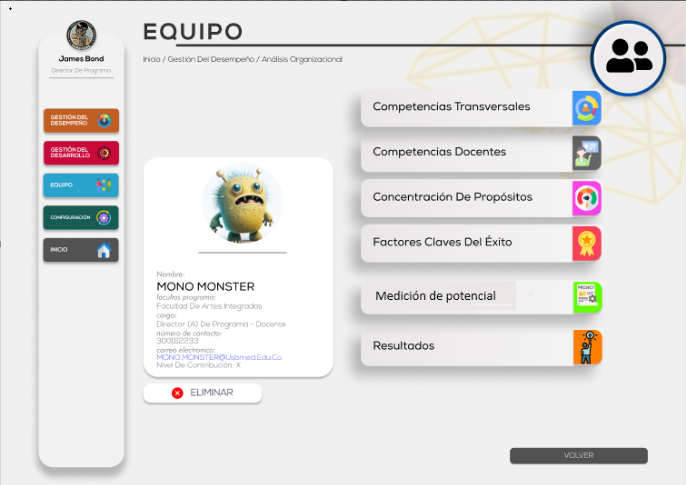 EQUIPO
James Bond
Director De Programa
Inicio / Gestión Del Desempeño / Análisis Organizacional
GESTIÓN DEL
DESEMPEÑO
GESTIÓN DEL
DESARROLLO
EQUIPO
CONFIGURACIÓN
INICIO
Nombre:
MONO MONSTER
facultas programa:
Facultad De Artes Integradas
cargo:
Director (A) De Programa - Docente
número de contacto:
3001112233
correo electronico:
MONO.MONSTER@Usbmed.Edu.Co
Nivel De Contribución: X
ELIMINAR
Competencias Transversales
Competencias Docentes
Concentración De Propósitos
Factores Claves Del Éxito
Medición de potencial
PROJECT
Resultados
VOLVER